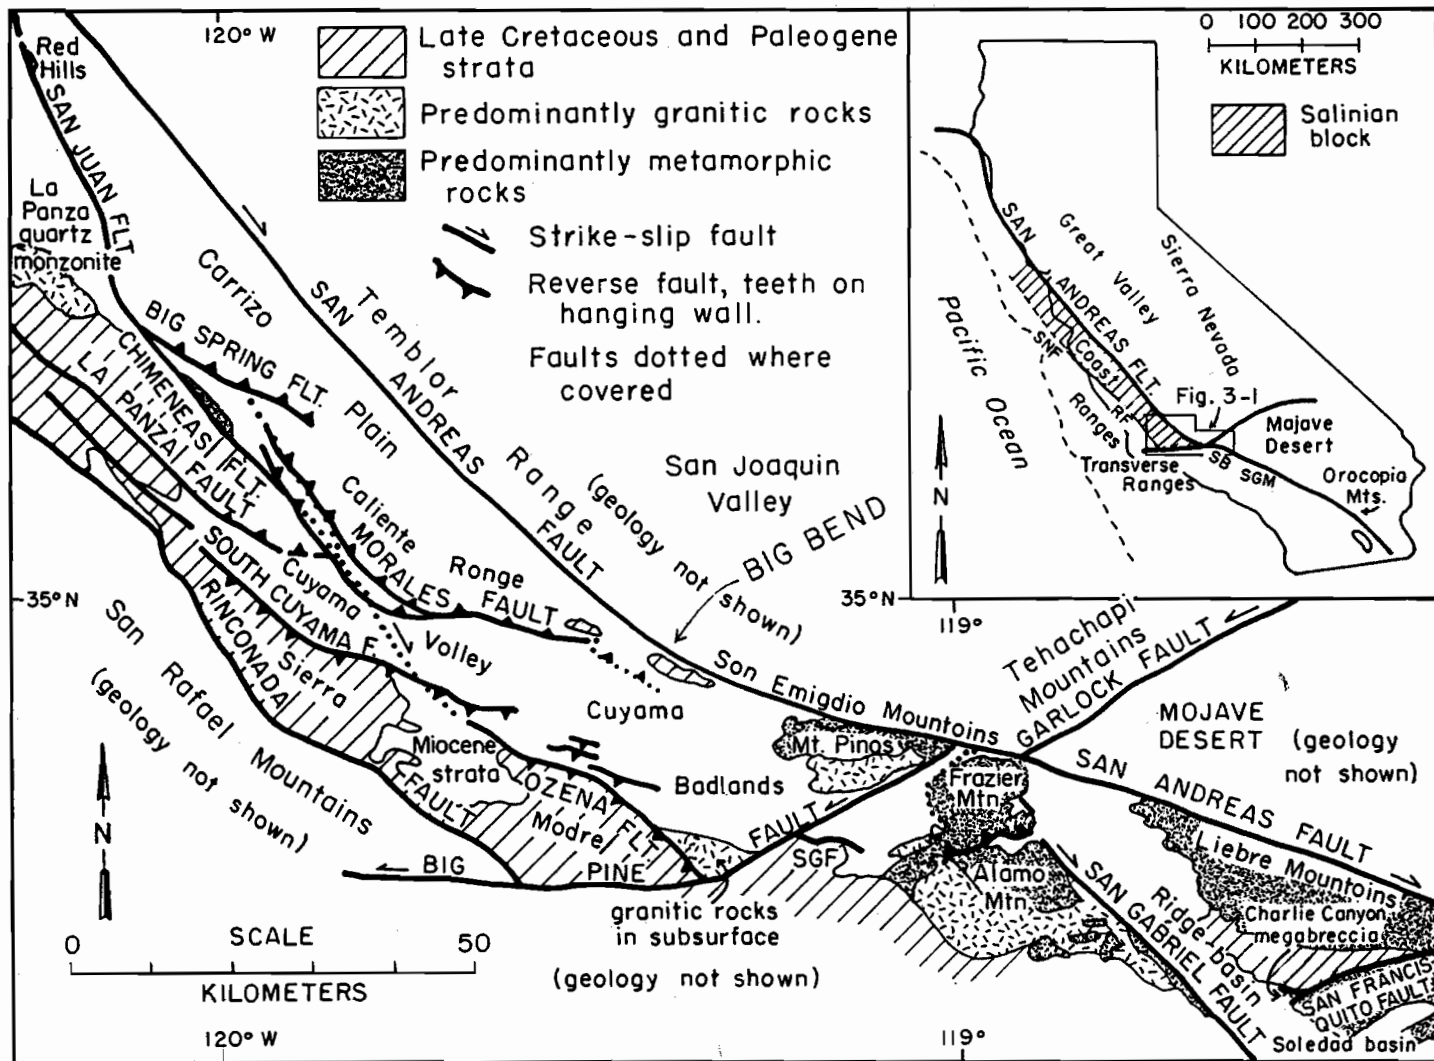 120° W
Red
Hills
SAN JUAN FLT
La
Panza
quartz
monzonite
Late Cretaceous and Paleogene
strata
Predominantly granitic rocks
Predominantly metamorphic
rocks
Strike-slip fault
Reverse fault, teeth on
hanging wall.
Faults dotted where
covered
0 100 200 300
KILOMETERS
Salinian
block
SAN ANDREAS FLT.
Great Valley
Sierra Nevada
Pacific Ocean
Coast Ranges
SNF
RF
Fig. 3-1
Majave
Desert
Transverse
Ranges
SB
SGM
Orocopia
Mts.
N
Carrizo Plain
SAN ANDREAS FAULT
Temblor Range
(geology not shown)
San Joaquin
Valley
BIG BEND
BIG SPRING FLT.
CHIMENEAS FLT.
LA PANZA FAULT
Caliente Ronge
MORALES FAULT
Cuyama Volley
SOUTH CUYAMA F.
RINCONADA FAULT
Sierra Modre
35° N
35° N
119°
San Rafael Mountains
(geology not shown)
Cuyama
Badlands
Miocene
strata
OZENA FLT
Son Emigdio Mountoins
Tehachapi
Mountains
GARLOCK FAULT
MOJAVE
DESERT (geology
not shown)
Mt. Pinos
Frazier
Mtn.
SAN ANDREAS FAULT
Liebre Mountoins
BIG PINE FAULT
SGF
Alamo
Mtn.
SAN GABRIEL FAULT
Ridge basin
Charlie Canyon
megabreccia
SAN FRANCIS
QUITO FAULT
Soledad basin
granitic rocks
in subsurface
(geology not shown)
N
0 SCALE 50
KILOMETERS
120° W
119°